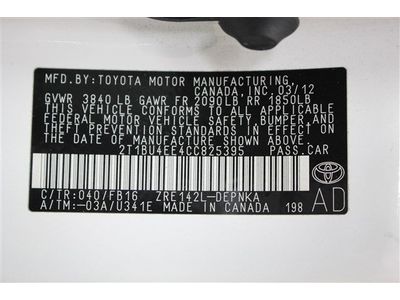 MFD.BY:TOYOTA MOTOR MANUFACTURING,
CANADA, INC. 03/12
GVWR 3840 LB GAWR FR 2090LB RR 1850LB
THIS VEHICLE CONFORMS TO ALL APPLICABLE
FEDERAL MOTOR VEHICLE SAFETY, BUMPER, AND
THEFT PREVENTION STANDARDS IN EFFECT ON
THE DATE OF MANUFACTURE SHOWN ABOVE.
2T1BU4EE4CC825395 PASS.CAR
C/TR:040/FB16 ZRE142L-DEPNKA
A/TM:-03A/U341E MADE IN CANADA 198
TOYOTA
AD